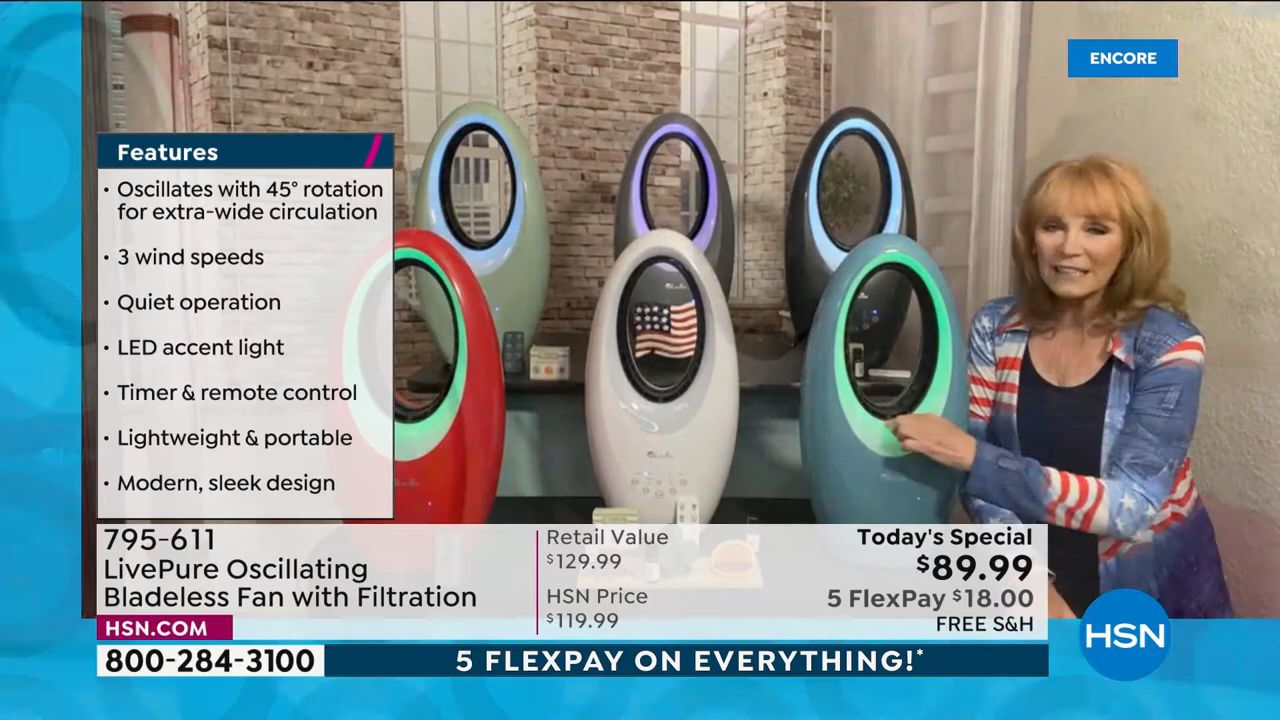 ENCORE
Features
• Oscillates with 45° rotation
for extra-wide circulation
• 3 wind speeds
• Quiet operation
• LED accent light
• Timer & remote control
• Lightweight & portable
• Modern, sleek design
795-611
LivePure Oscillating
Bladeless Fan with Filtration
HSN.COM
Retail Value
$129.99
HSN Price
$119.99
Today's Special
$89.99
5 FlexPay $18.00
FREE S&H
HSN
800-284-3100
5 FLEXPAY ON EVERYTHING!*